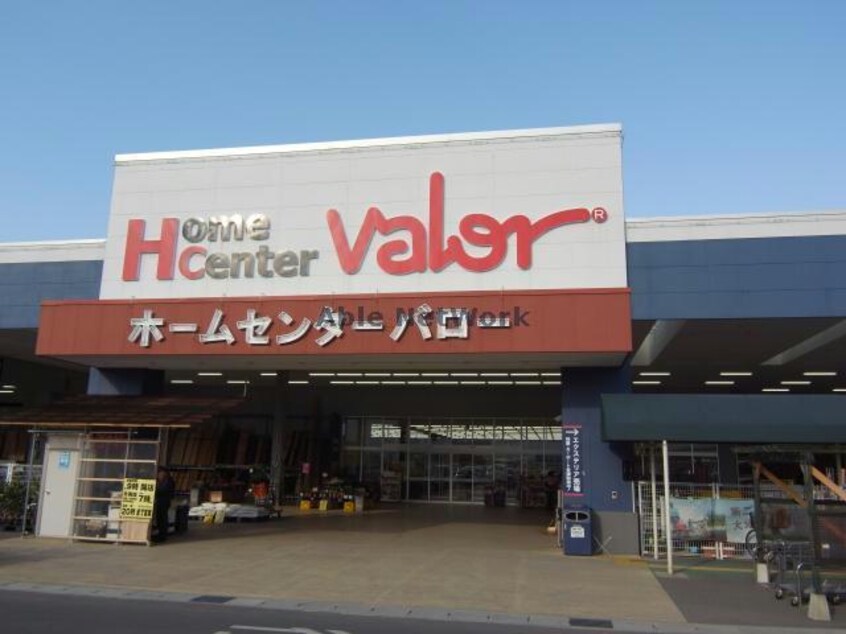 Home
Center
Valor®
ホームセンターバロー
Able NetWork
→エクステリア売場